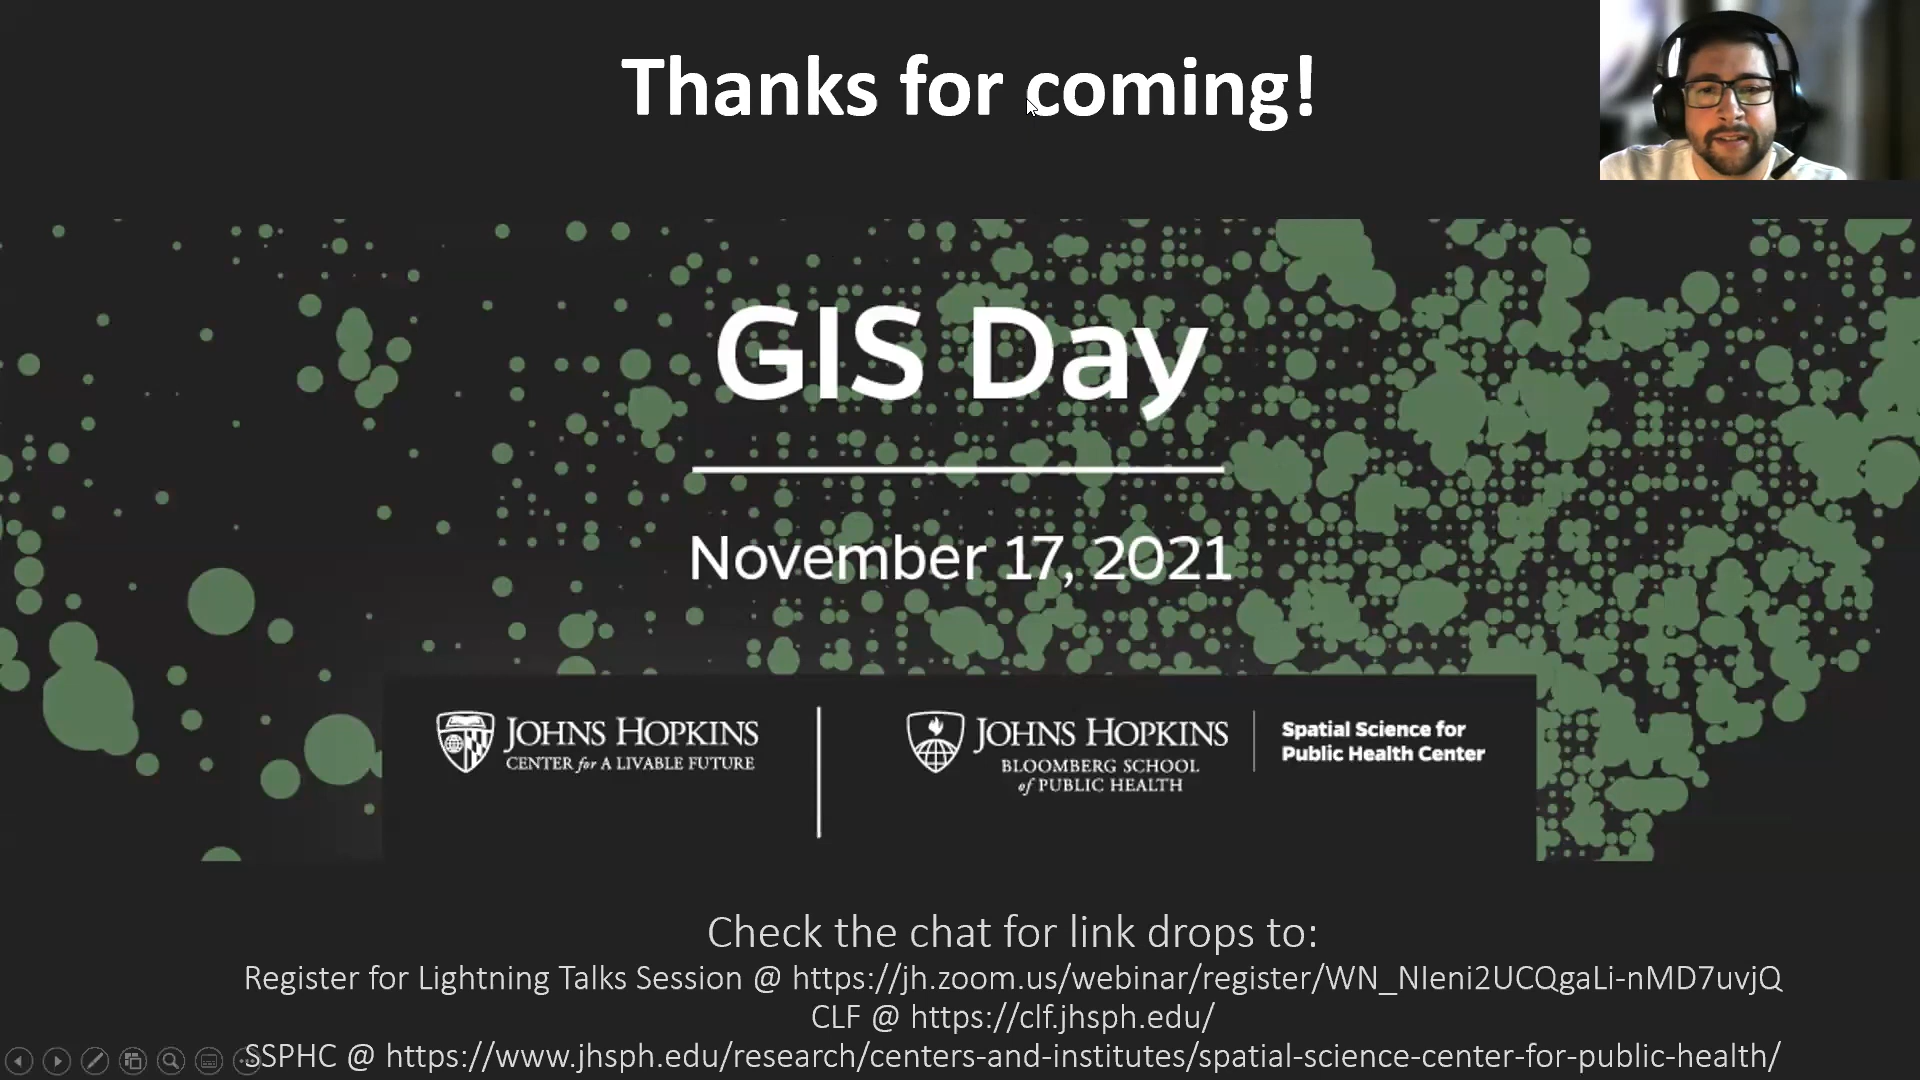 Thanks for coming!
GIS Day
November 17, 2021
JOHNS HOPKINS
CENTER for A LIVABLE FUTURE
JOHNS HOPKINS
BLOOMBERG SCHOOL
of PUBLIC HEALTH
Spatial Science for
Public Health Center
Check the chat for link drops to:
Register for Lightning Talks Session @ https://jh.zoom.us/webinar/register/WN_NIeni2UCQgaLi-nMD7uvjQ
CLF @ https://clf.jhsph.edu/
SSPHC @ https://www.jhsph.edu/research/centers-and-institutes/spatial-science-center-for-public-health/